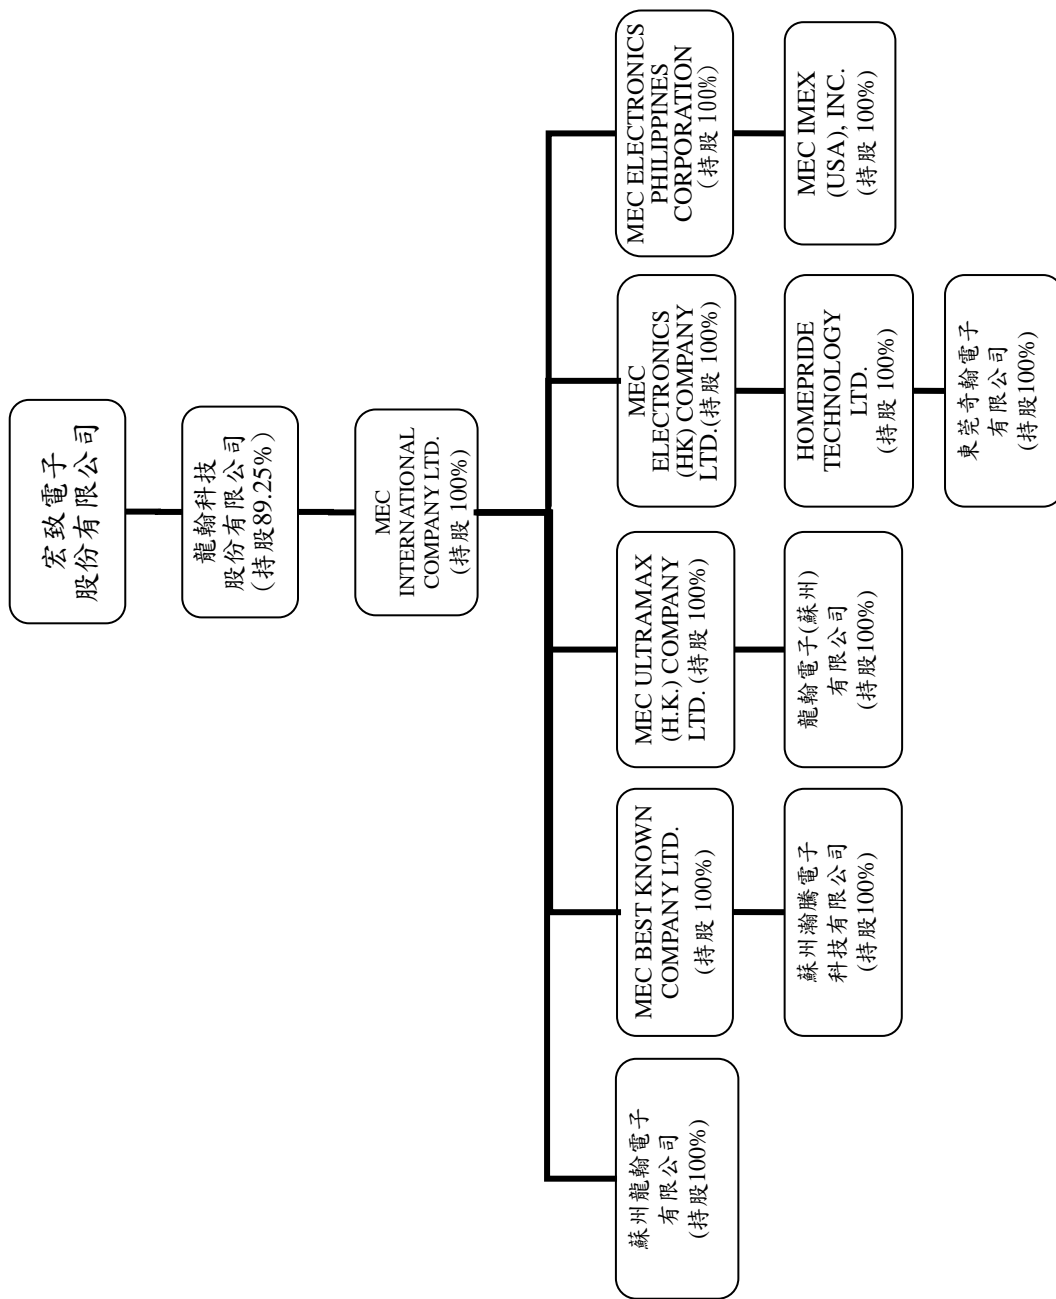 宏致電子
股份有限公司
龍翰科技
股份有限公司
(持股89.25%)
MEC
INTERNATIONAL
COMPANY LTD.
(持股 100%)
蘇州龍翰電子
有限公司
(持股100%)
MEC BEST KNOWN
COMPANY LTD.
(持股 100%)
MEC ULTRAMAX
(H.K.) COMPANY
LTD. (持股 100%)
MEC
ELECTRONICS
(HK) COMPANY
LTD.(持股 100%)
MEC ELECTRONICS
PHILIPPINES
CORPORATION
(持股 100%)
蘇州瀚騰電子
科技有限公司
(持股100%)
龍翰電子(蘇州)
有限公司
(持股100%)
HOMEPRIDE
TECHNOLOGY
LTD.
(持股 100%)
MEC IMEX
(USA), INC.
(持股 100%)
東莞奇翰電子
有限公司
(持股100%)